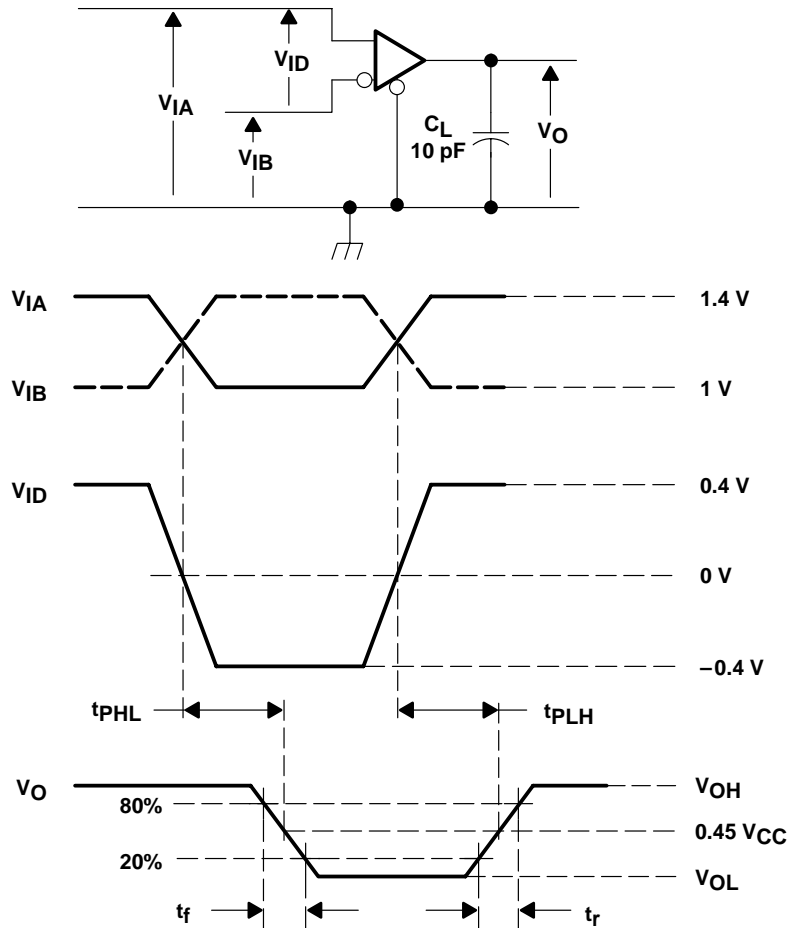 VID
VIA
VIB
CL
10 pF
VO
VIA
1.4 V
VIB
1 V
VID
0.4 V
0 V
−0.4 V
tPHL
tPLH
VO
VOH
80%
0.45 VCC
20%
VOL
tf
tr